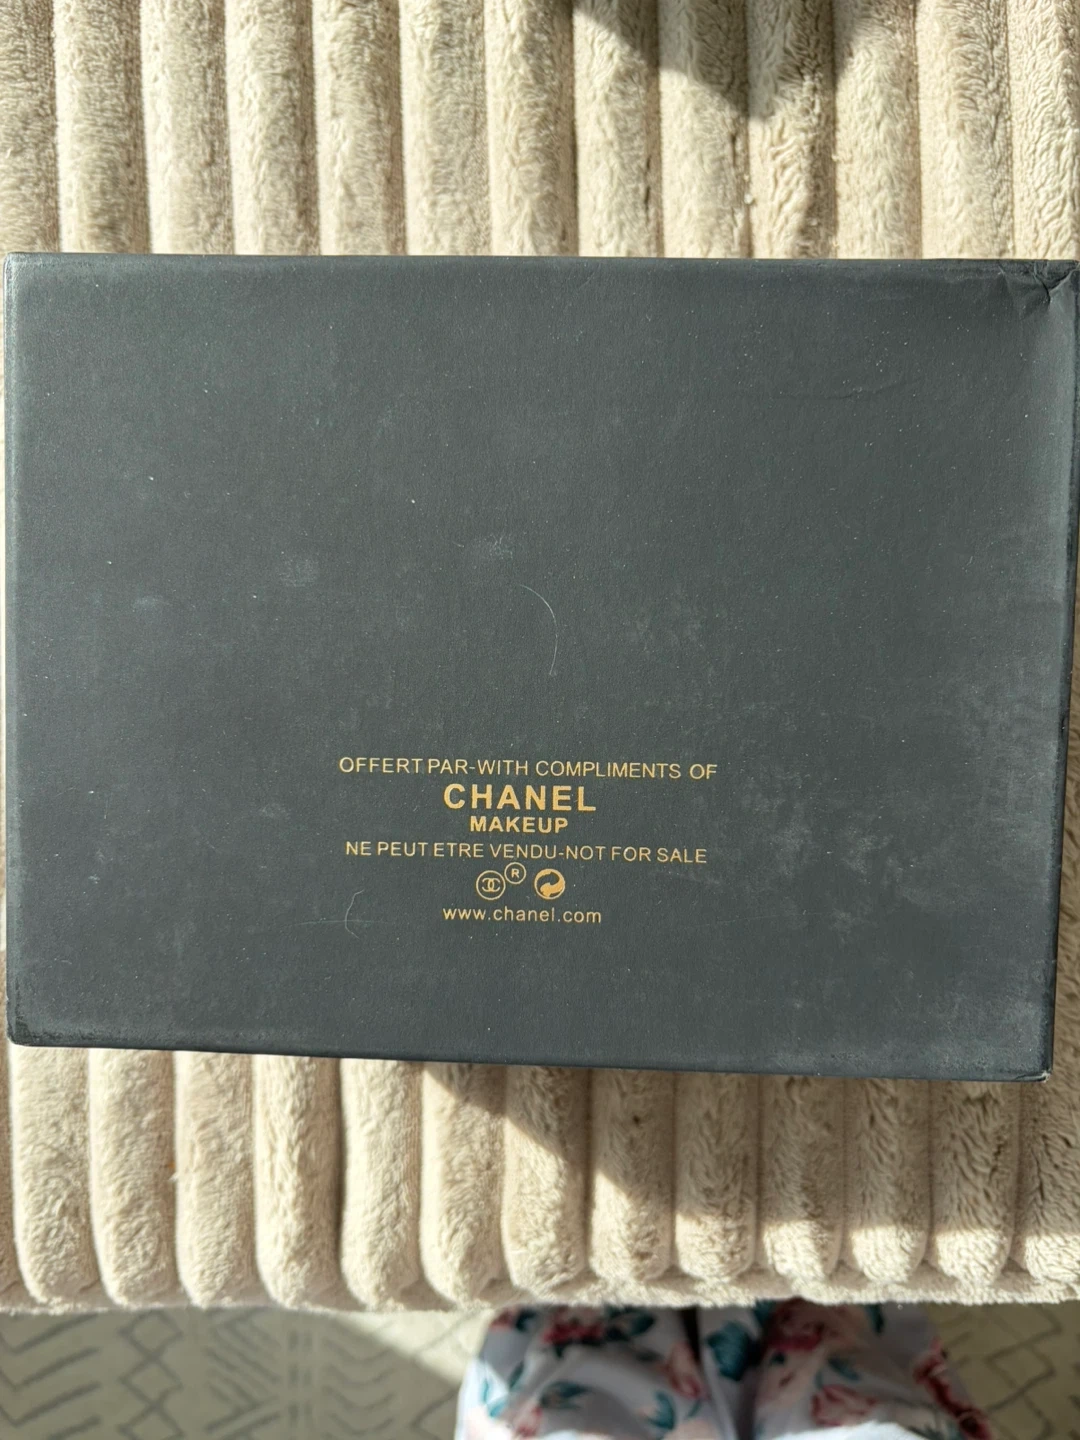 OFFERT PAR-WITH COMPLIMENTS OF
CHANEL
MAKEUP
NE PEUT ETRE VENDU-NOT FOR SALE
®
www.chanel.com